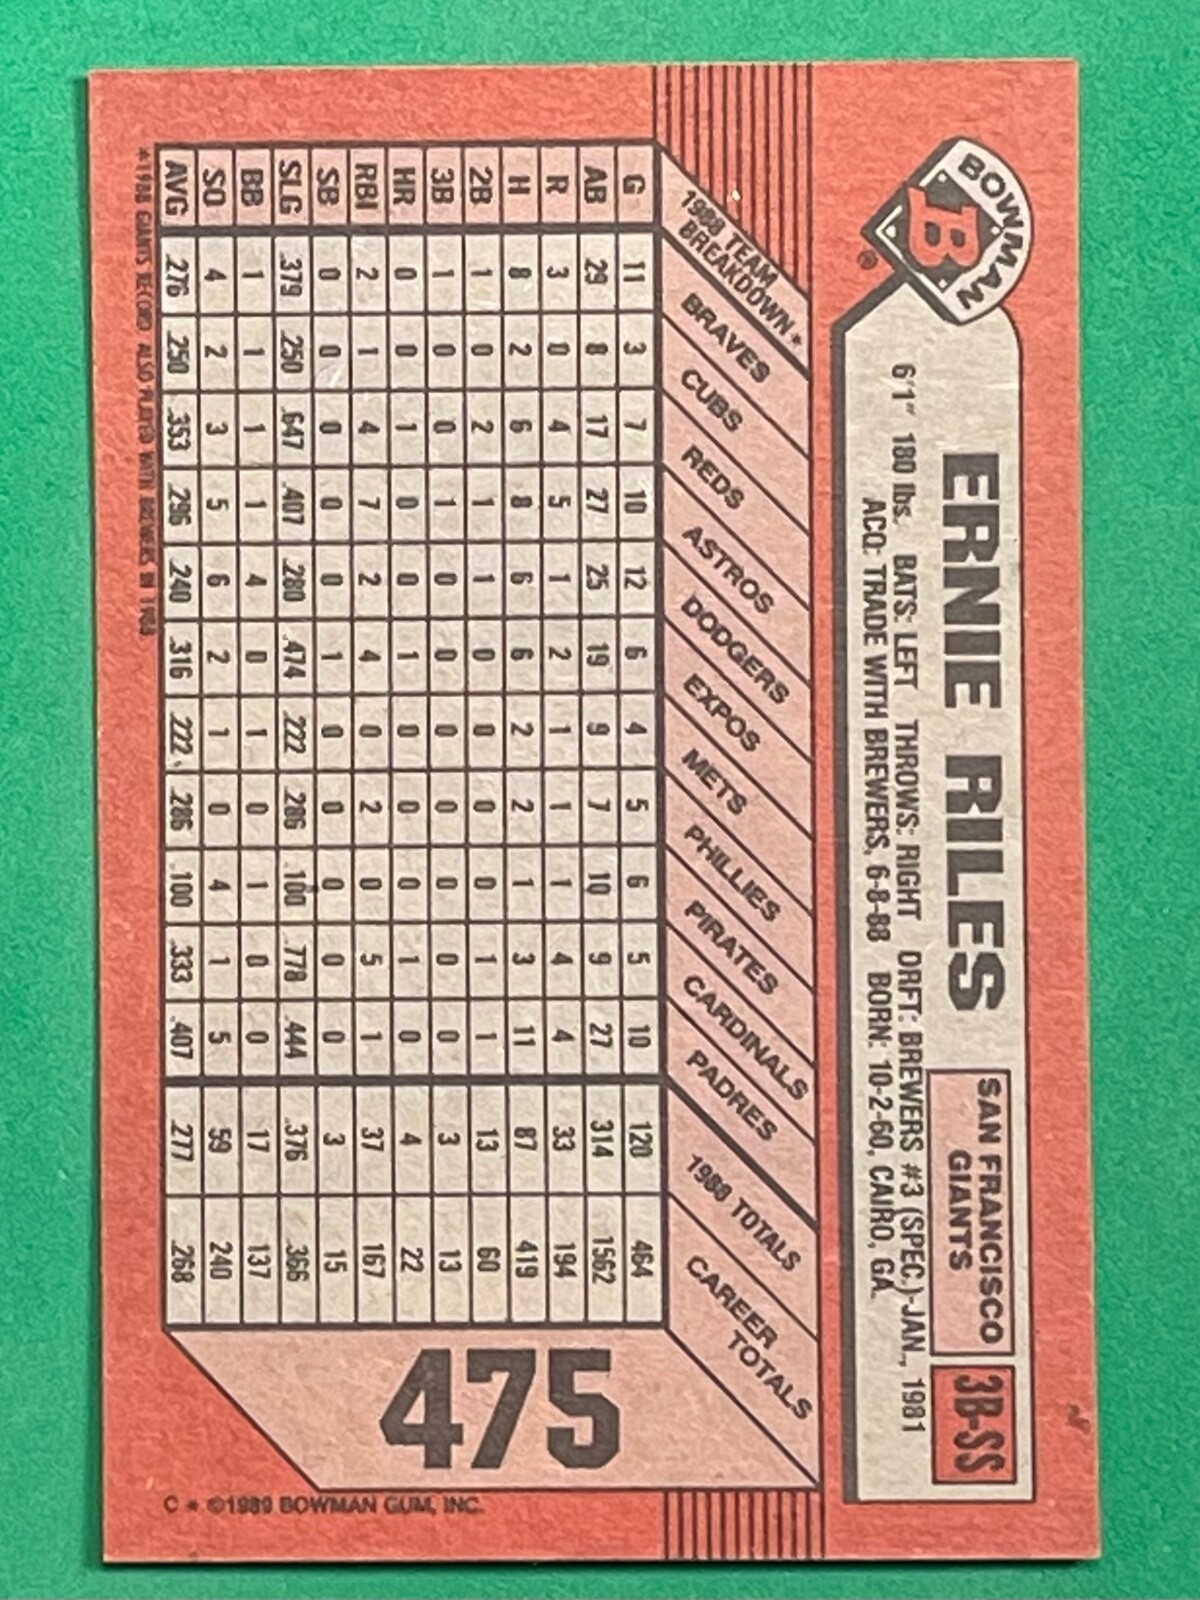 BOWMAN
B
®
ERNIE RILES
SAN FRANCISCO
GIANTS
3B-SS
6'1" 180 lbs. BATS: LEFT THROWS: RIGHT DRFT: BREWERS #3 (SPEC.)-JAN., 1981
ACQ: TRADE WITH BREWERS, 6-8-88 BORN: 10-2-60, CAIRO, GA.
1988 TEAM
BREAKDOWN*
G AB R H 2B 3B HR RBI SB SLG BB SO AVG
BRAVES 11 29 3 8 1 1 0 2 0 .379 1 4 .276
CUBS 3 8 0 2 0 0 0 1 0 .250 1 2 .250
REDS 7 17 4 6 2 0 1 4 0 .647 1 3 .353
ASTROS 10 27 5 8 1 1 0 7 0 .407 1 5 .296
DODGERS 12 25 1 6 1 0 0 2 0 .280 4 6 .240
EXPOS 6 19 2 6 0 0 1 4 1 .474 0 2 .316
METS 4 9 1 2 0 0 0 0 0 .222 1 1 .222
PHILLIES 5 7 1 2 0 0 0 2 0 .286 0 0 .286
PIRATES 6 10 1 1 0 0 0 0 0 .100 1 4 .100
CARDINALS 5 9 4 3 1 0 1 5 0 .778 0 1 .333
PADRES 10 27 4 11 1 0 0 1 0 .444 0 5 .407
1988 TOTALS 120 314 33 87 13 3 4 37 3 .376 17 59 .277
CAREER TOTALS 464 1562 194 419 60 13 22 167 15 .366 137 240 .268
*1988 GIANTS RECORD ALSO PLAYED WITH BREWERS IN 1988
475
C * ©1989 BOWMAN GUM, INC.